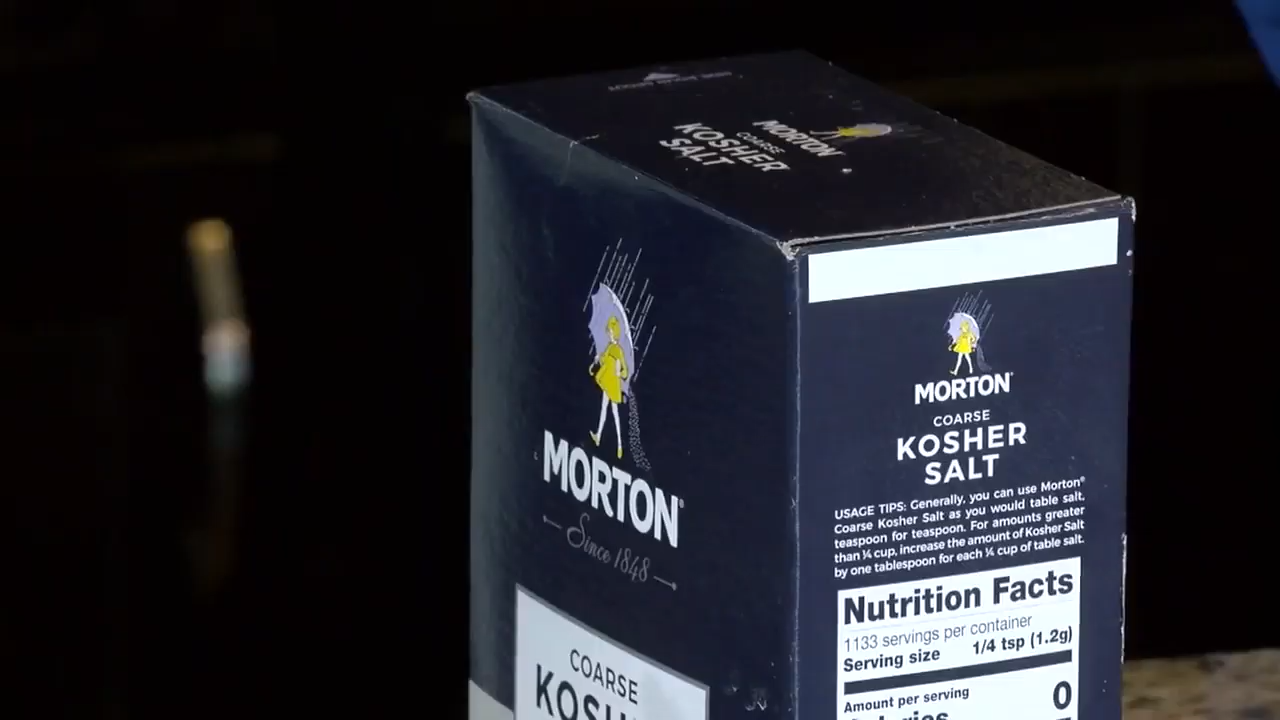 MORTON
COARSE
KOSHER
SALT
MORTON®
Since 1848
COARSE
MORTON®
COARSE
KOSHER
SALT
USAGE TIPS: Generally, you can use Morton®
Coarse Kosher Salt as you would table salt,
teaspoon for teaspoon. For amounts greater
than ¼ cup, increase the amount of Kosher Salt
by one tablespoon for each ¼ cup of table salt.
Nutrition Facts
1133 servings per container
Serving size 1/4 tsp (1.2g)
Amount per serving
Calories 0